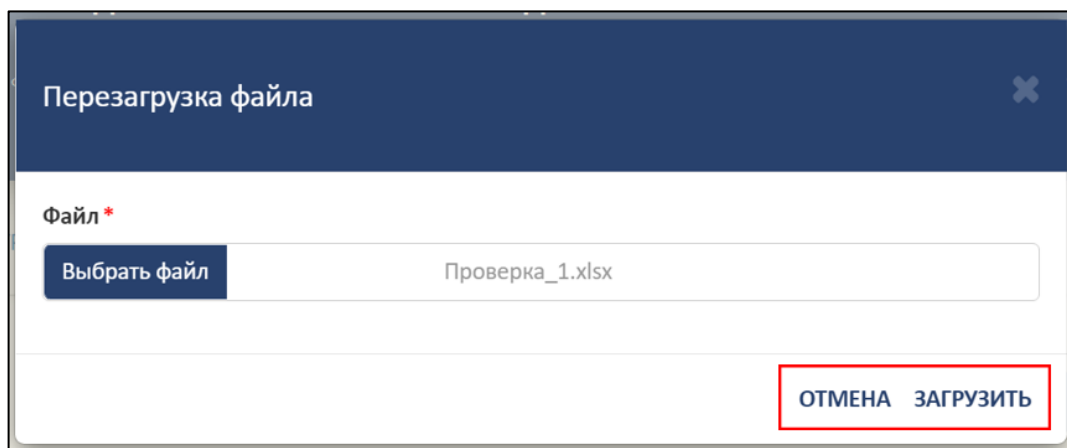 Перезагрузка файла
Файл *
Выбрать файл Проверка_1.xlsx
ОТМЕНА ЗАГРУЗИТЬ